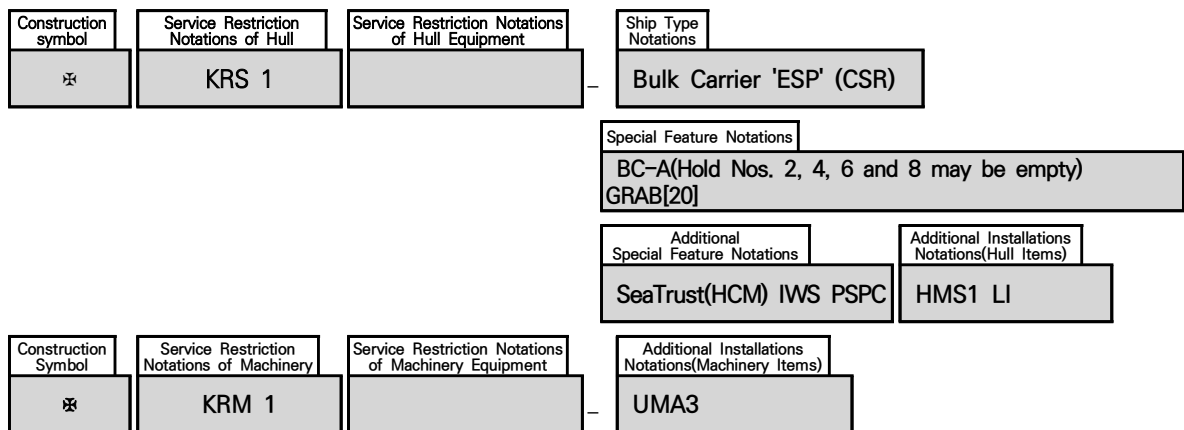 Construction symbol
Service Restriction Notations of Hull
Service Restriction Notations of Hull Equipment
Ship Type Notations
✠
KRS 1
–
Bulk Carrier 'ESP' (CSR)
Special Feature Notations
BC-A(Hold Nos. 2, 4, 6 and 8 may be empty)
GRAB[20]
Additional Special Feature Notations
Additional Installations Notations(Hull Items)
SeaTrust(HCM) IWS PSPC
HMS1 LI
Construction Symbol
Service Restriction Notations of Machinery
Service Restriction Notations of Machinery Equipment
Additional Installations Notations(Machinery Items)
✠
KRM 1
–
UMA3